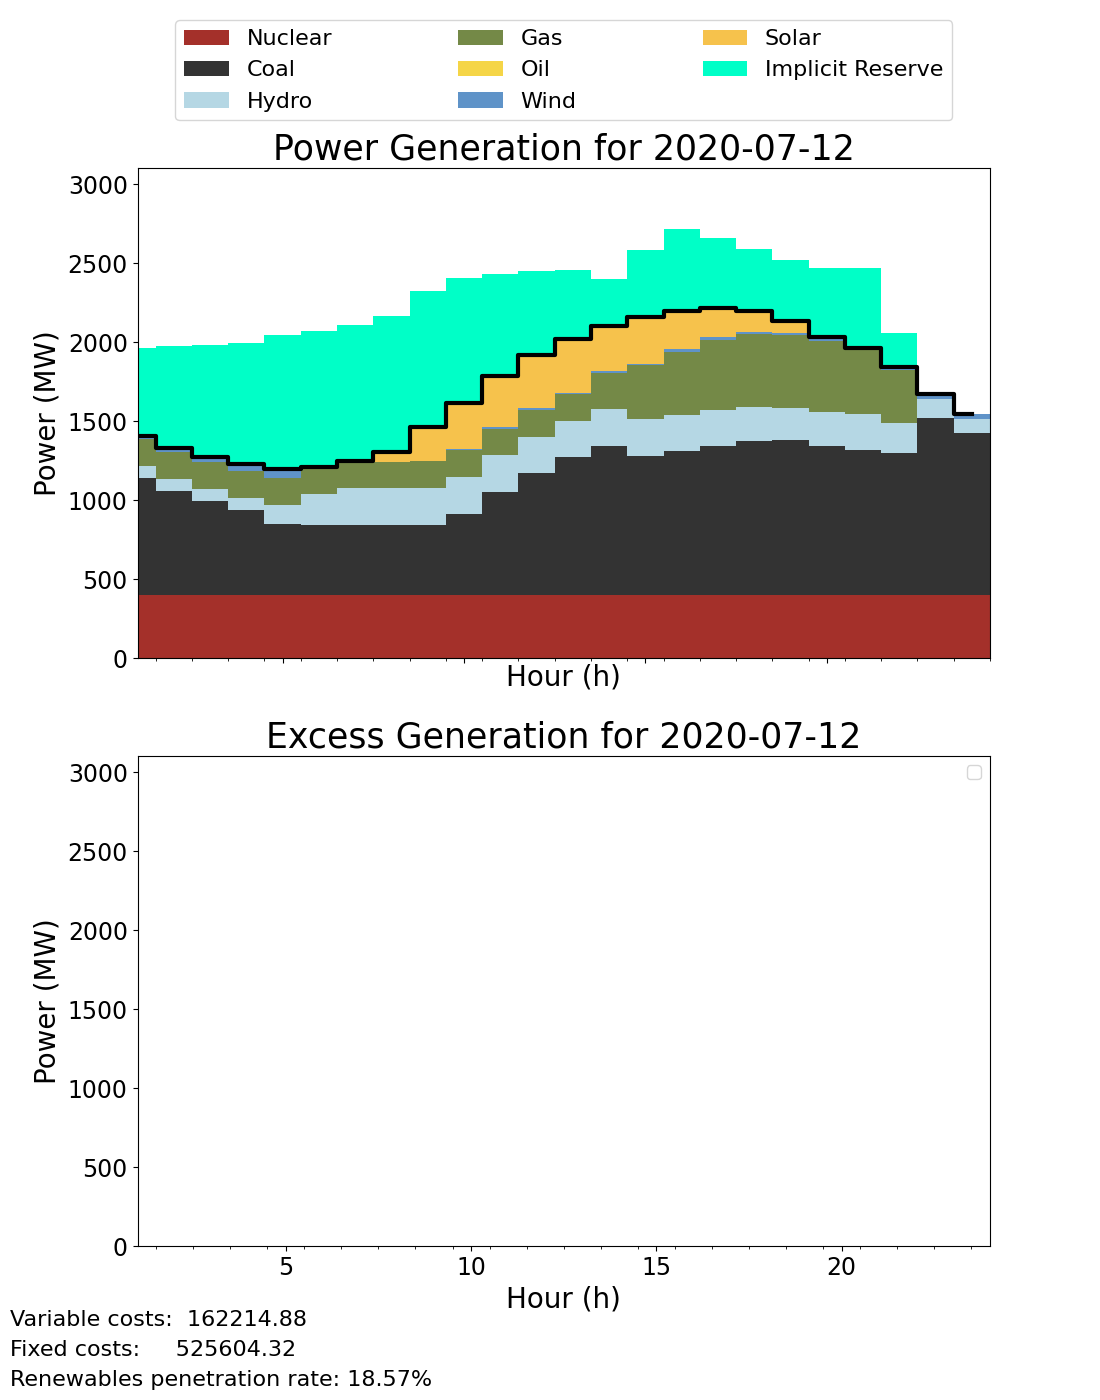 Nuclear Gas Solar
Coal Oil Implicit Reserve
Hydro Wind
Power Generation for 2020-07-12
3000
2500
2000
1500
1000
500
0
Power (MW)
Hour (h)
Excess Generation for 2020-07-12
3000
2500
2000
1500
1000
500
0
Power (MW)
5 10 15 20
Hour (h)
Variable costs: 162214.88
Fixed costs: 525604.32
Renewables penetration rate: 18.57%